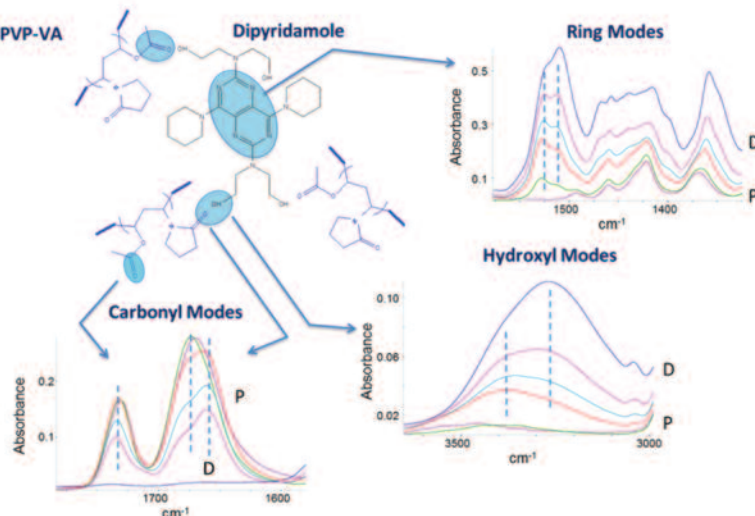 PVP-VA
Dipyridamole
Ring Modes
Absorbance
0.5
0.3
0.1
D
P
1500
1400
cm-1
Hydroxyl Modes
Absorbance
0.10
0.06
0.02
D
P
3500
3000
cm-1
Carbonyl Modes
Absorbance
0.2
0.1
P
D
1700
1600
cm-1